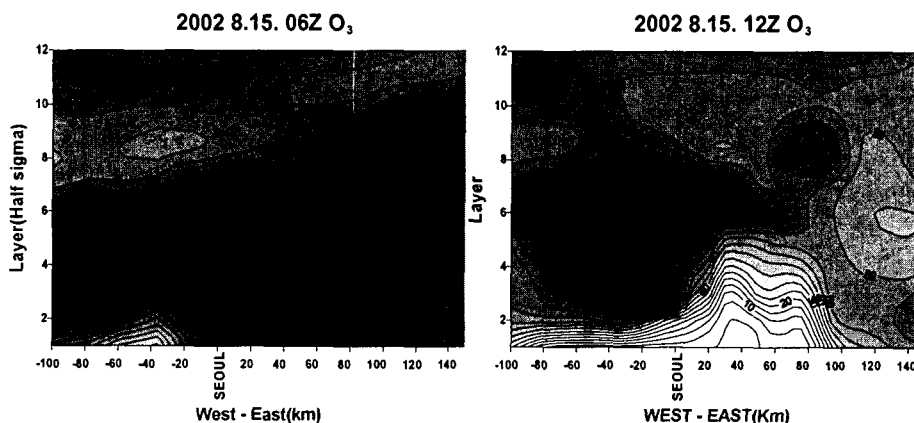 2002 8.15. 06Z O3
12
10
8
6
4
2
Layer(Half sigma)
-100 -80 -60 -40 -20 SEOUL 20 40 60 80 100 120 140
West - East(km)
2002 8.15. 12Z O3
12
10
8
6
4
2
Layer
10
20
-100 -80 -60 -40 -20 SEOUL 20 40 60 80 100 120 140
WEST - EAST(Km)